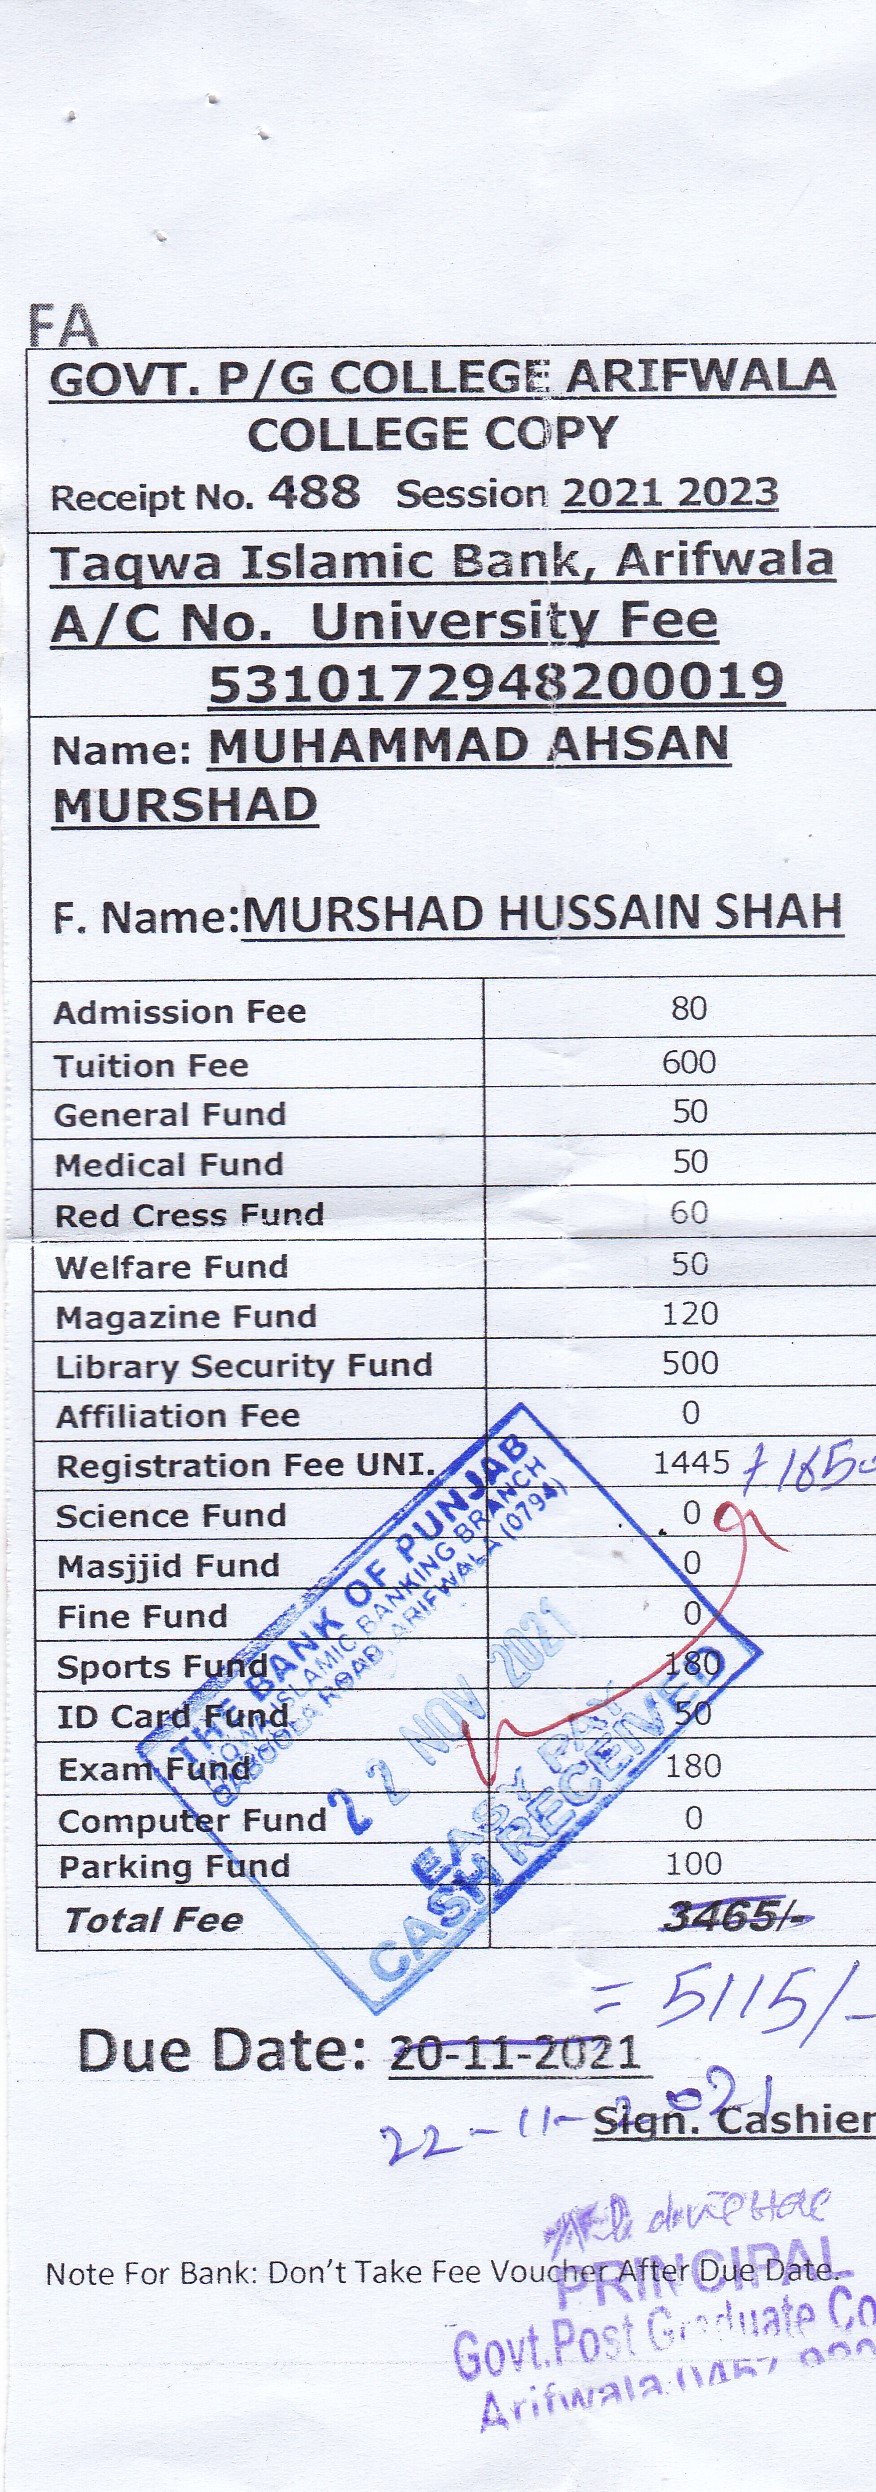 FA
GOVT. P/G COLLEGE ARIFWALA
COLLEGE COPY
Receipt No. 488 Session 2021 2023
Taqwa Islamic Bank, Arifwala
A/C No. University Fee
5310172948200019
Name: MUHAMMAD AHSAN
MURSHAD
F. Name:MURSHAD HUSSAIN SHAH
Admission Fee 80
Tuition Fee 600
General Fund 50
Medical Fund 50
Red Cress Fund 60
Welfare Fund 50
Magazine Fund 120
Library Security Fund 500
Affiliation Fee 0
Registration Fee UNI. 1445 +1650
Science Fund 0
Masjjid Fund 0
Fine Fund 0
Sports Fund 180
ID Card Fund 50
Exam Fund 180
Computer Fund 0
Parking Fund 100
Total Fee 3465/-
THE BANK OF PUNJAB
TAQWA ISLAMIC BANKING BRANCH
QABOOLA ROAD, ARIFWALA (0794)
22 NOV 2021
EASY PAY
CASH RECEIVED
= 5115/-
Due Date: 20-11-2021
22-11-2021
Sign. Cashier
Note For Bank: Don't Take Fee Voucher After Due Date.
PRINCIPAL
Govt.Post Graduate Co
Arifwala 0457